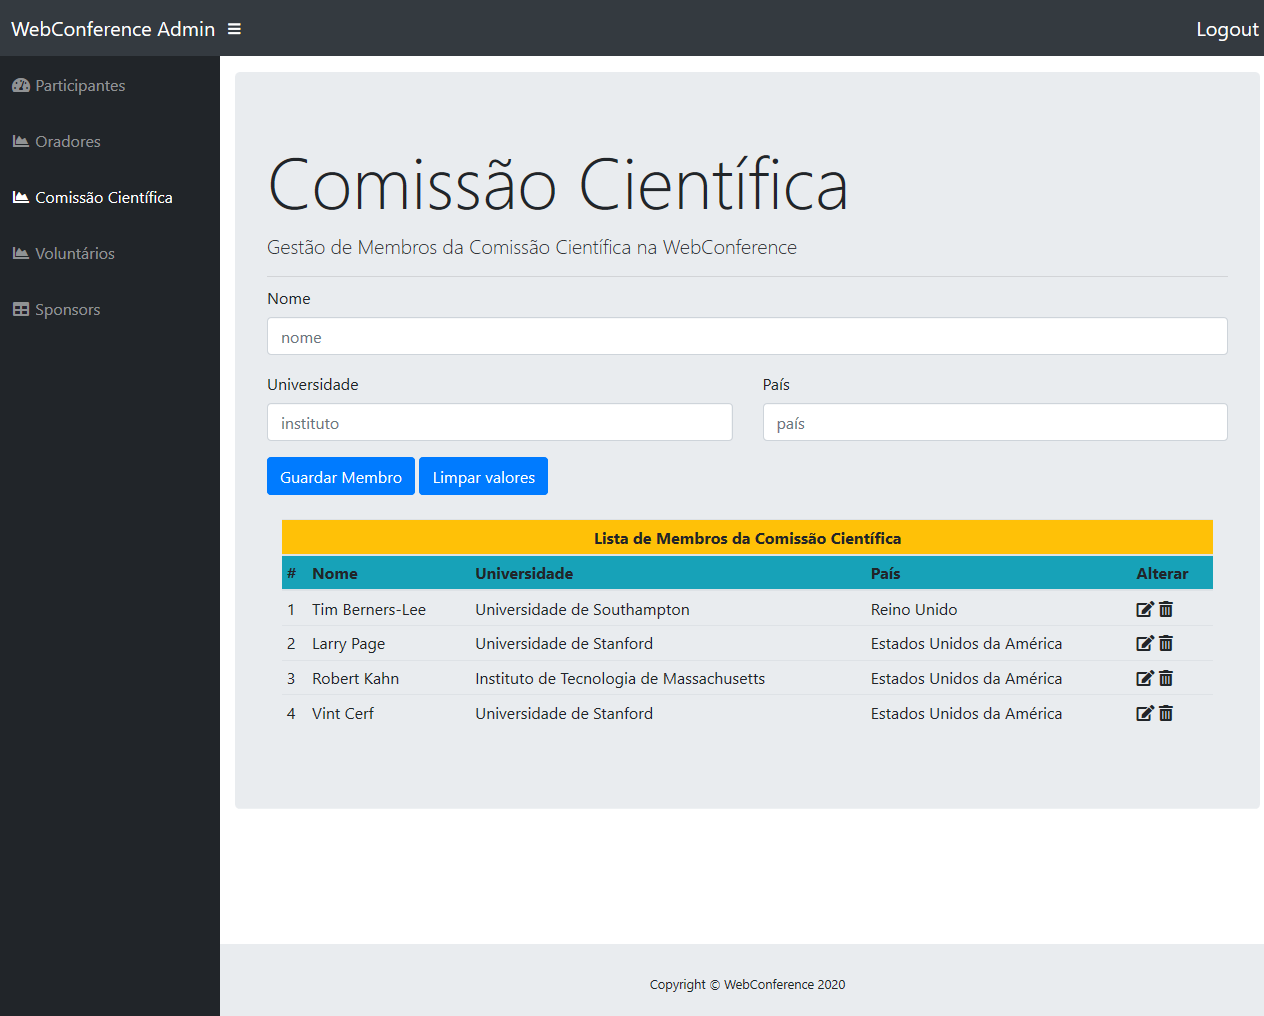 WebConference Admin
Logout
Participantes
Oradores
Comissão Científica
Voluntários
Sponsors
Comissão Científica
Gestão de Membros da Comissão Científica na WebConference
Nome
nome
Universidade País
instituto país
Guardar Membro Limpar valores
Lista de Membros da Comissão Científica
# Nome Universidade País Alterar
1 Tim Berners-Lee Universidade de Southampton Reino Unido
2 Larry Page Universidade de Stanford Estados Unidos da América
3 Robert Kahn Instituto de Tecnologia de Massachusetts Estados Unidos da América
4 Vint Cerf Universidade de Stanford Estados Unidos da América
Copyright © WebConference 2020